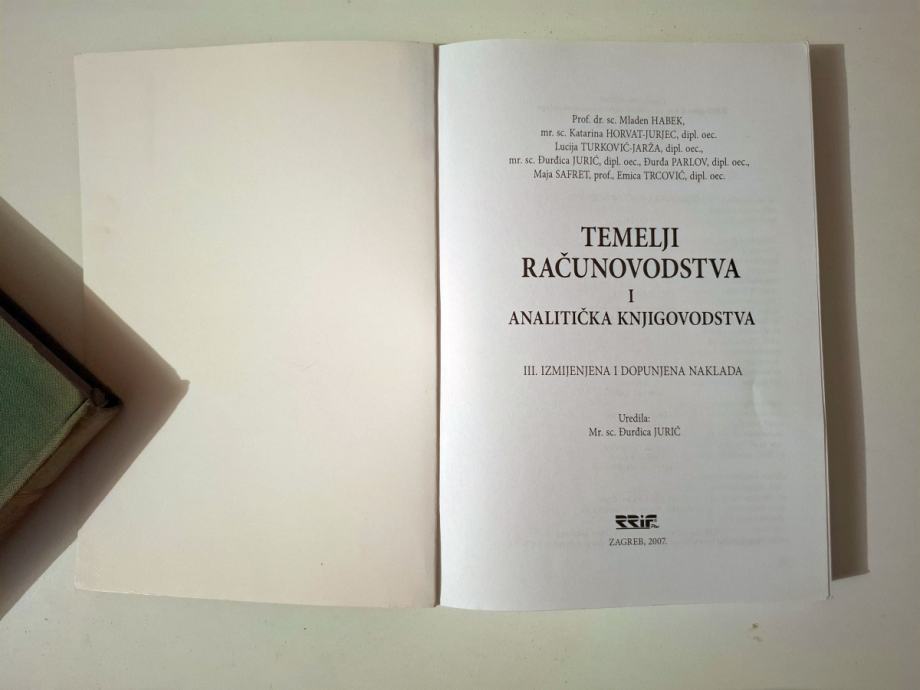 Prof. dr. sc. Mladen HABEK,
mr. sc. Katarina HORVAT-JURJEC, dipl. oec.
Lucija TURKOVIĆ-JARŽA, dipl. oec.,
mr. sc. Đurđica JURIĆ, dipl. oec., Đurđa PARLOV, dipl. oec.,
Maja SAFRET, prof., Emica TRCOVIĆ, dipl. oec.
TEMELJI
RAČUNOVODSTVA
I
ANALITIČKA KNJIGOVODSTVA
III. IZMIJENJENA I DOPUNJENA NAKLADA
Uredila:
Mr. sc. Đurđica JURIĆ
RRiF
Plus
ZAGREB, 2007.